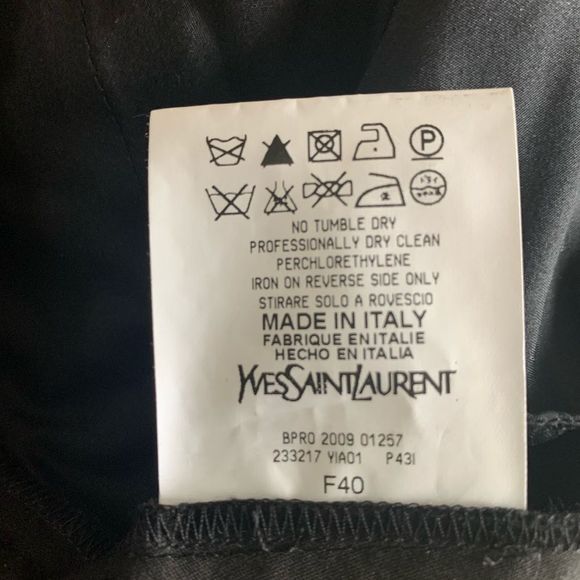 P
NO TUMBLE DRY
PROFESSIONALLY DRY CLEAN
PERCHLORETHYLENE
IRON ON REVERSE SIDE ONLY
STIRARE SOLO A ROVESCIO
MADE IN ITALY
FABRIQUE EN ITALIE
HECHO EN ITALIA
YVESSAINTLAURENT
BPRO 2009 01257
233217 YIA01 P43I
F40